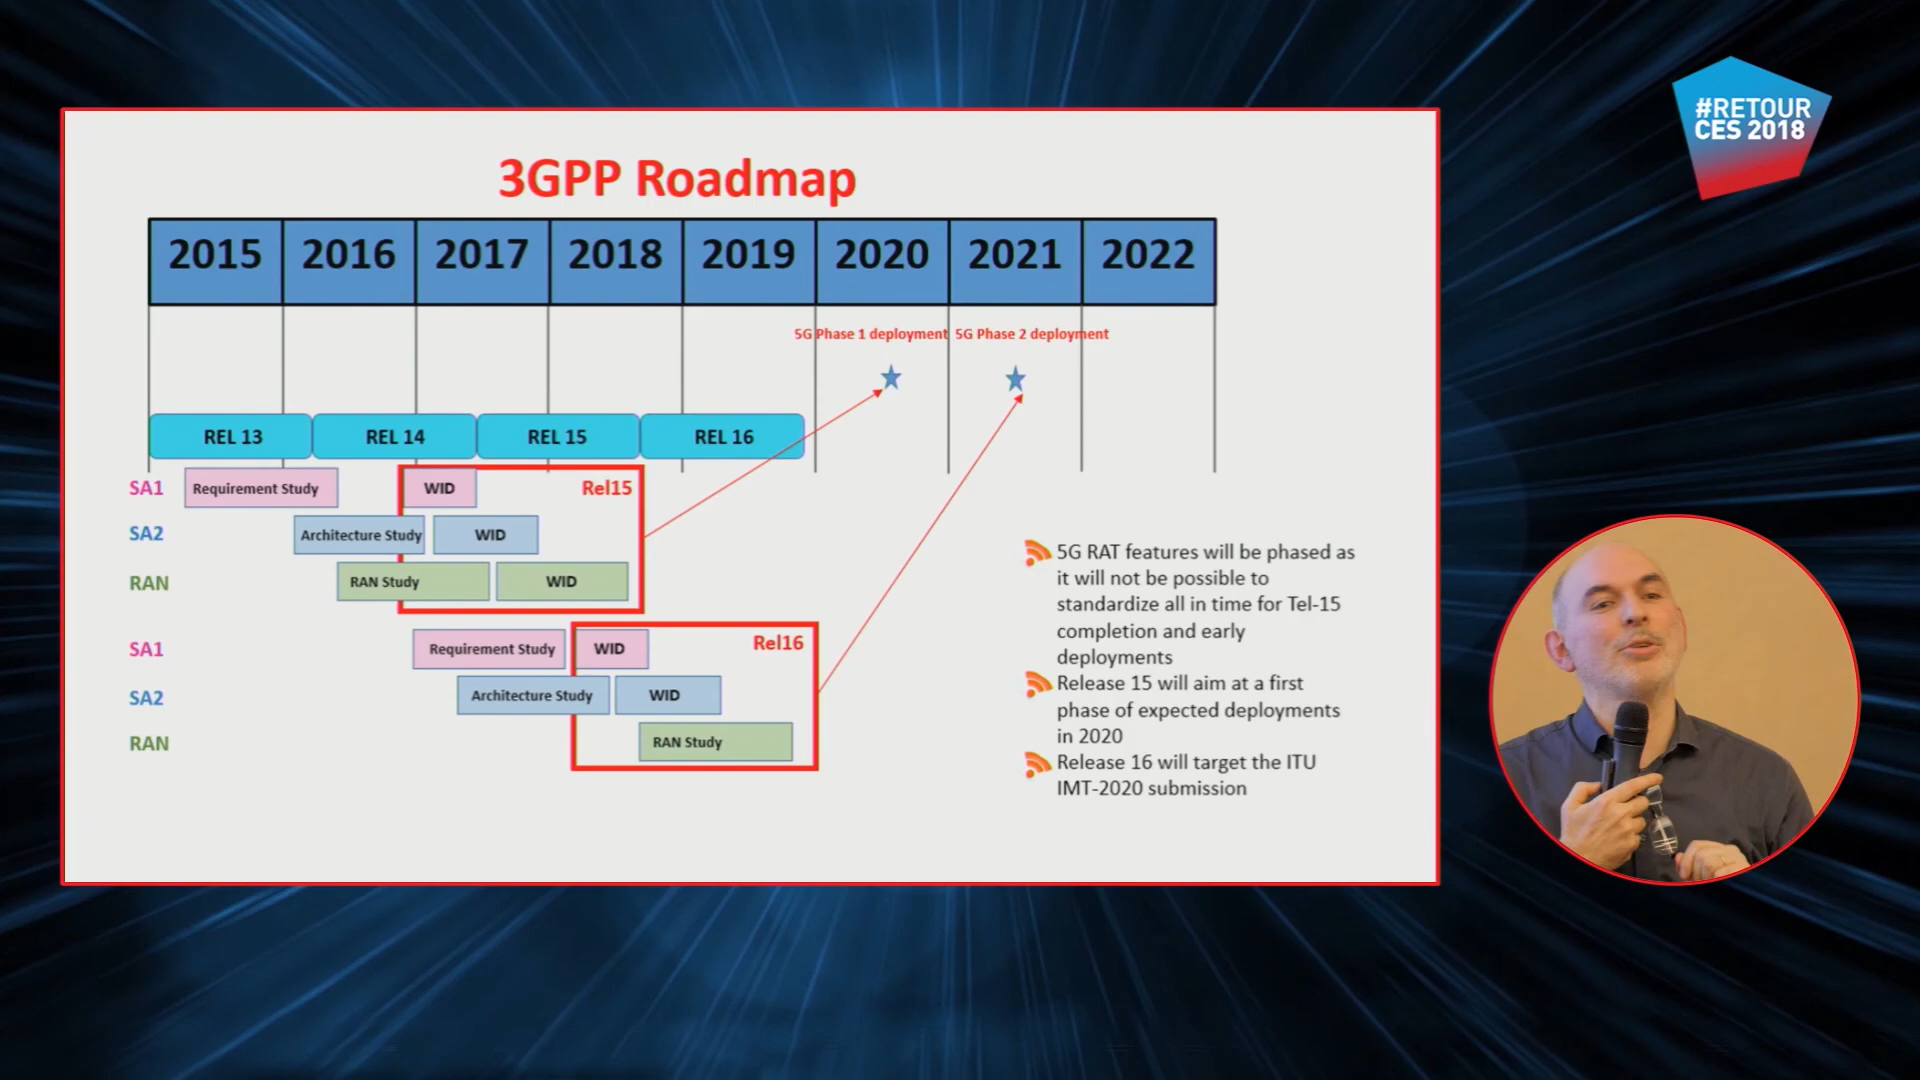 #RETOUR
CES 2018
3GPP Roadmap
2015 2016 2017 2018 2019 2020 2021 2022
5G Phase 1 deployment 5G Phase 2 deployment
REL 13 REL 14 REL 15 REL 16
SA1 Requirement Study WID Rel15
SA2 Architecture Study WID
RAN RAN Study WID
SA1 Requirement Study WID Rel16
SA2 Architecture Study WID
RAN RAN Study
5G RAT features will be phased as
it will not be possible to
standardize all in time for Tel-15
completion and early
deployments
Release 15 will aim at a first
phase of expected deployments
in 2020
Release 16 will target the ITU
IMT-2020 submission